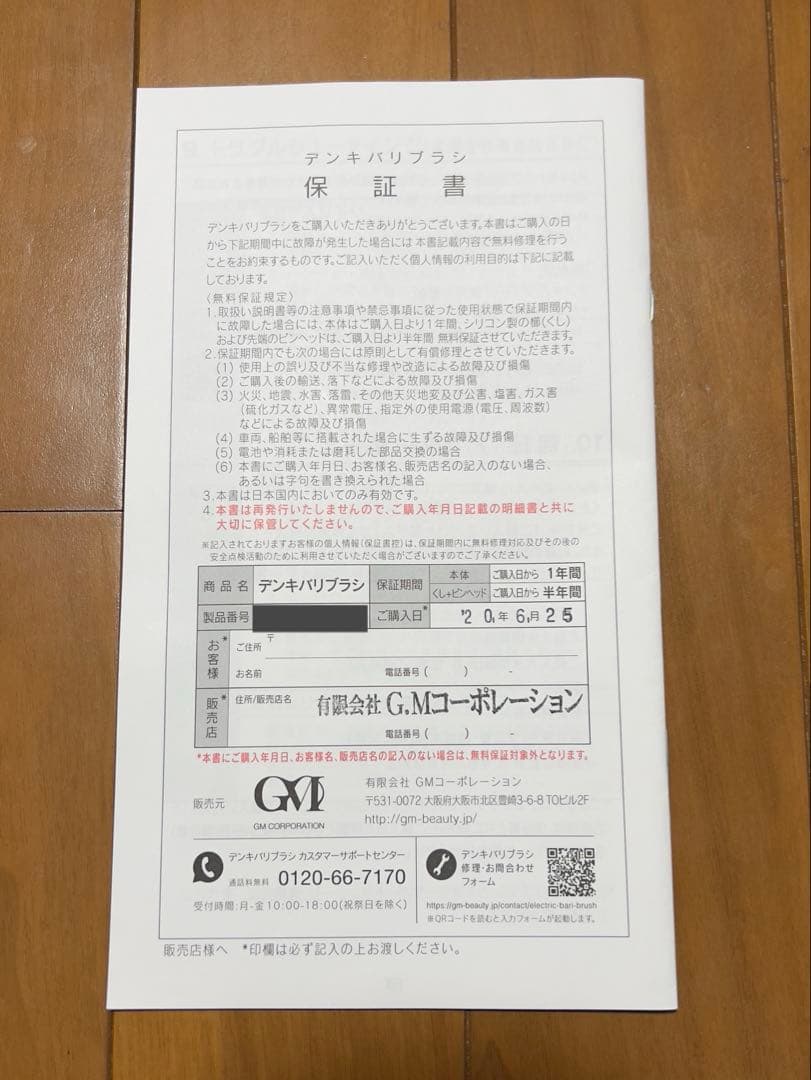 デンキバリブラシ
保証書
デンキバリブラシをご購入いただきありがとうございます。本書はご購入の日
から下記期間中に故障が発生した場合には 本書記載内容で無料修理を行う
ことをお約束するものです。ご記入いただく個人情報の利用目的は下記に記載
しております。
〈無料保証規定〉
1.取扱い説明書等の注意事項や禁忌事項に従った使用状態で保証期間内
に故障した場合には、本体はご購入日より1年間、シリコン製の櫛(くし)
および先端のピンヘッドは、ご購入日より半年間 無料保証させていただきます。
2.保証期間内でも次の場合には原則として有償修理とさせていただきます。
(1) 使用上の誤り及び不当な修理や改造による故障及び損傷
(2) ご購入後の輸送、落下などによる故障及び損傷
(3) 火災、地震、水害、落雷、その他天災地変及び公害、塩害、ガス害
(硫化ガスなど)、異常電圧、指定外の使用電源(電圧、周波数)
などによる故障及び損傷
(4) 車両、船舶等に搭載された場合に生ずる故障及び損傷
(5) 電池や消耗または磨耗した部品交換の場合
(6) 本書にご購入年月日、お客様名、販売店名の記入のない場合、
あるいは字句を書き換えられた場合
3.本書は日本国内においてのみ有効です。
4.本書は再発行いたしませんので、ご購入年月日記載の明細書と共に
大切に保管してください。
※記入されておりますお客様の個人情報(保証書控)は、保証期間内に無料修理対応及びその後の
安全点検活動のために利用させていただく場合がございますのでご了承ください。
商品名 デンキバリブラシ 保証期間 本体 ご購入日から 1年間
くし+ピンヘッド ご購入日から 半年間
製品番号 ご購入日* '20.年 6.月 25
お客様* ご住所 〒
お名前 電話番号 ( ) -
販売店* 住所/販売店名 有限会社 G.Mコーポレーション
電話番号 ( ) -
*本書にご購入年月日、お客様名、販売店名の記入のない場合は、無料保証対象外となります。
販売元 GM 有限会社 GMコーポレーション
〒531-0072 大阪府大阪市北区豊崎3-6-8 TOビル2F
GM CORPORATION http://gm-beauty.jp/
デンキバリブラシ カスタマーサポートセンター
通話料無料 0120-66-7170
受付時間:月-金 10:00-18:00(祝祭日を除く)
デンキバリブラシ
修理・お問合わせ
フォーム
https://gm-beauty.jp/contact/electric-bari-brush
※QRコードを読むと入力フォームが起動します。
販売店様へ *印欄は必ず記入の上お渡しください。